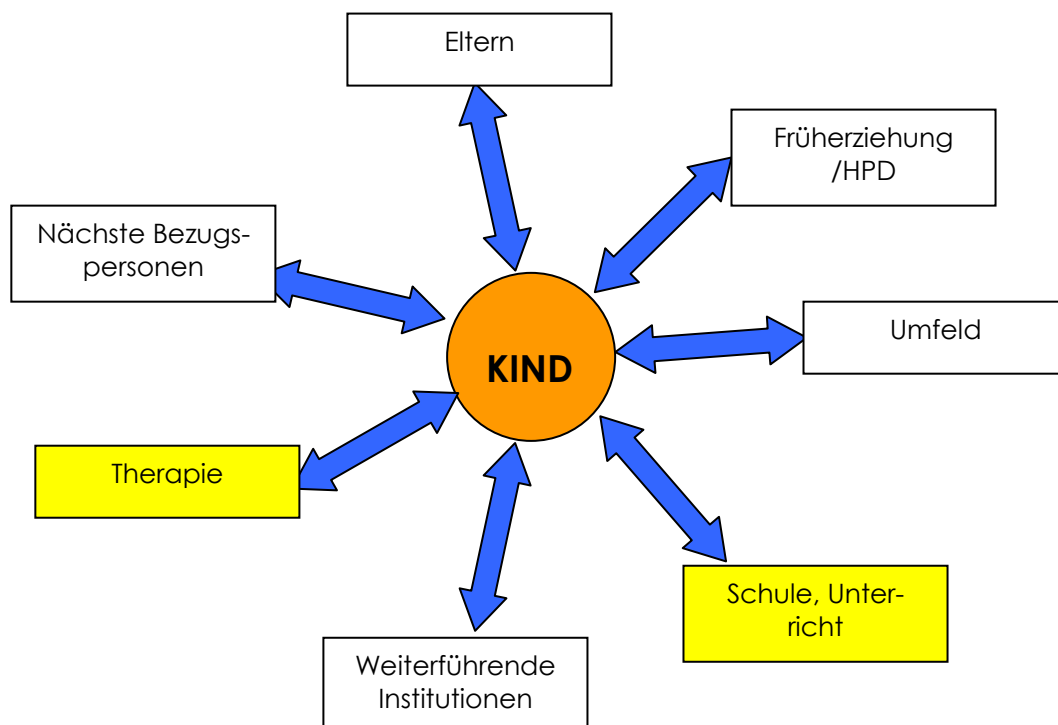 Eltern
Früherziehung
/HPD
Nächste Bezugs-
personen
Umfeld
KIND
Therapie
Schule, Unter-
richt
Weiterführende
Institutionen